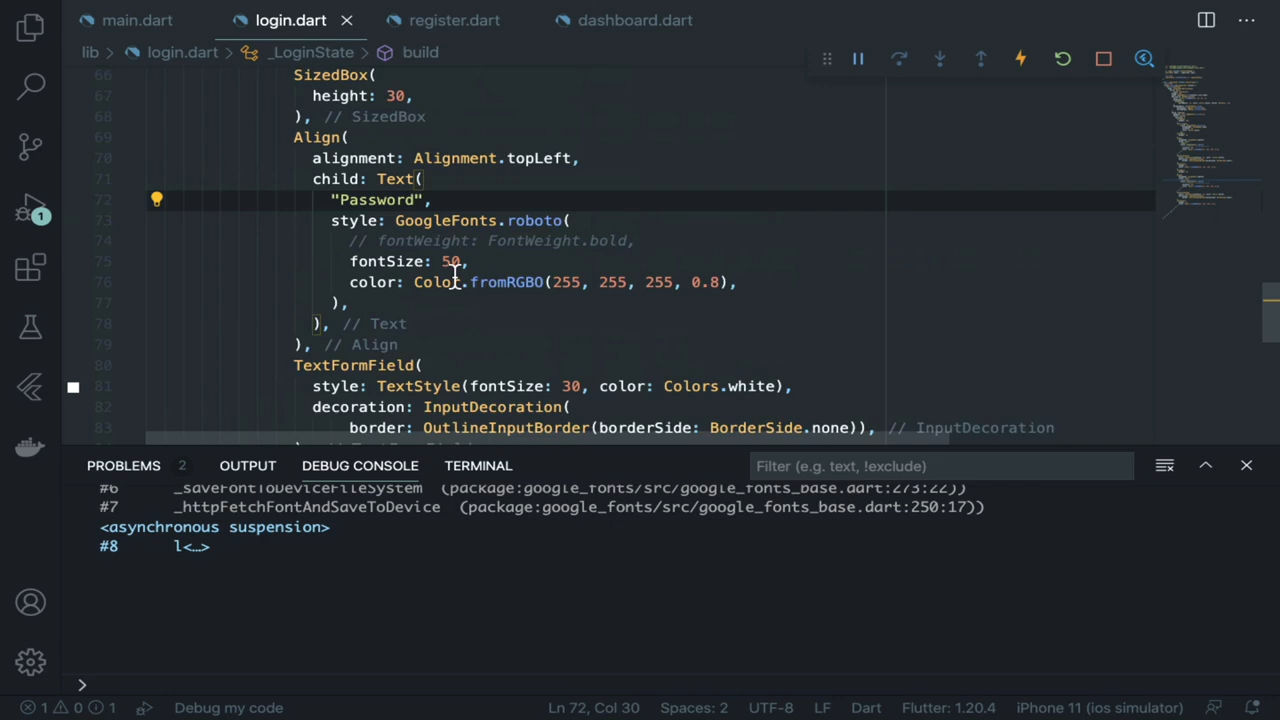 main.dart login.dart register.dart dashboard.dart
lib > login.dart > _LoginState > build
66 SizedBox(
67 height: 30,
68 ), // SizedBox
69 Align(
70 alignment: Alignment.topLeft,
71 child: Text(
72 "Password",
73 style: GoogleFonts.roboto(
74 // fontWeight: FontWeight.bold,
75 fontSize: 50,
76 color: Color.fromRGBO(255, 255, 255, 0.8),
77 ),
78 ), // Text
79 ), // Align
80 TextFormField(
81 style: TextStyle(fontSize: 30, color: Colors.white),
82 decoration: InputDecoration(
83 border: OutlineInputBorder(borderSide: BorderSide.none)), // InputDecoration
1
PROBLEMS 2 OUTPUT DEBUG CONSOLE TERMINAL Filter (e.g. text, !exclude)
#6 _saveFontToDeviceFileSystem (package:google_fonts/src/google_fonts_base.dart:273:22))
#7 _httpFetchFontAndSaveToDevice (package:google_fonts/src/google_fonts_base.dart:250:17))
<asynchronous suspension>
#8 l<…>
>
1 0 1 Debug my code Ln 72, Col 30 Spaces: 2 UTF-8 LF Dart Flutter: 1.20.4 iPhone 11 (ios simulator)